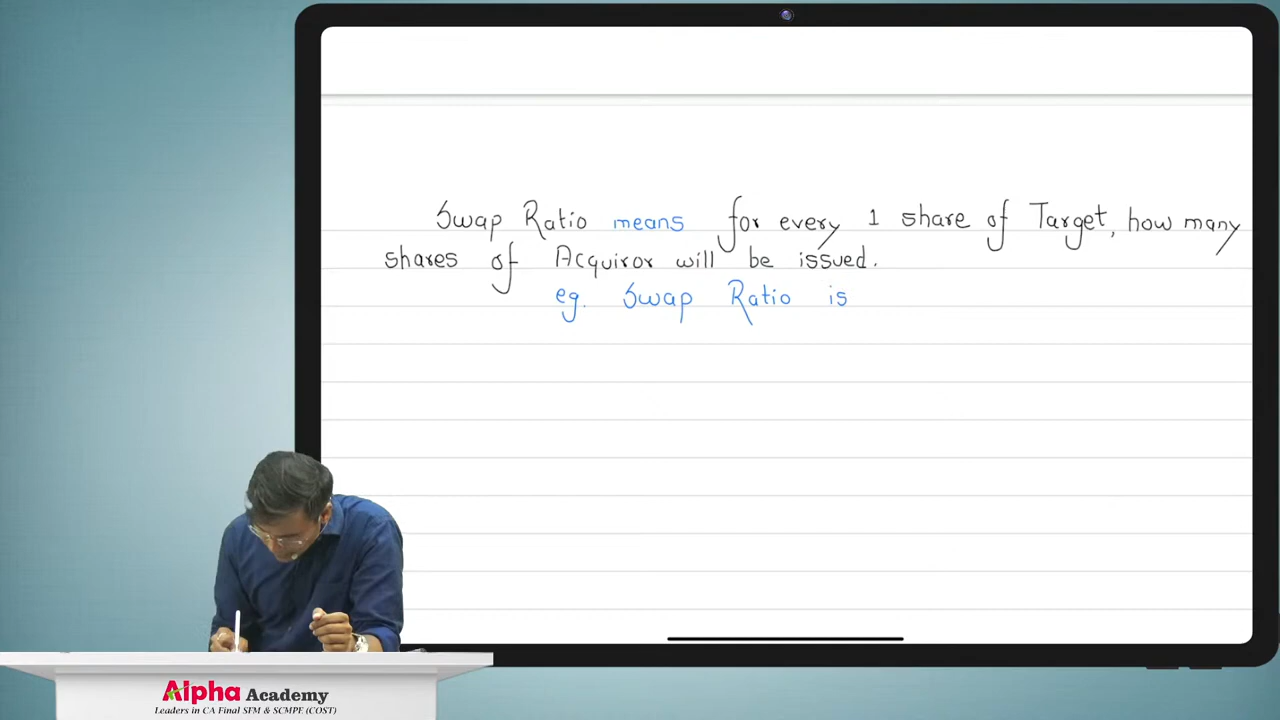 Swap Ratio means for every 1 share of Target, how many
shares of Acquiror will be issued.
eg. Swap Ratio is
Alpha Academy
Leaders in CA Final SFM & SCMPE (COST)